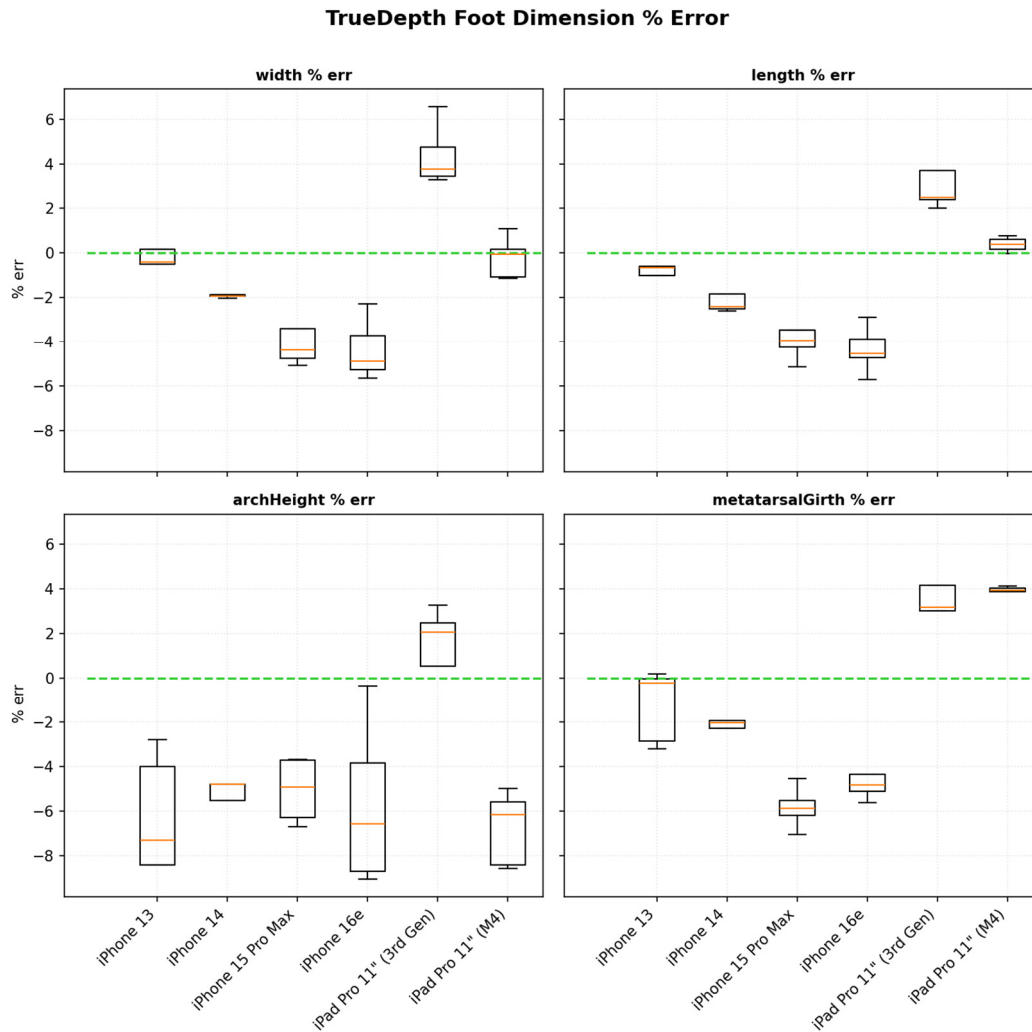 TrueDepth Foot Dimension % Error
width % err
length % err
% err
6
4
2
0
−2
−4
−6
−8
archHeight % err
metatarsalGirth % err
% err
6
4
2
0
−2
−4
−6
−8
iPhone 13
iPhone 14
iPhone 15 Pro Max
iPhone 16e
iPad Pro 11" (3rd Gen)
iPad Pro 11" (M4)
iPhone 13
iPhone 14
iPhone 15 Pro Max
iPhone 16e
iPad Pro 11" (3rd Gen)
iPad Pro 11" (M4)